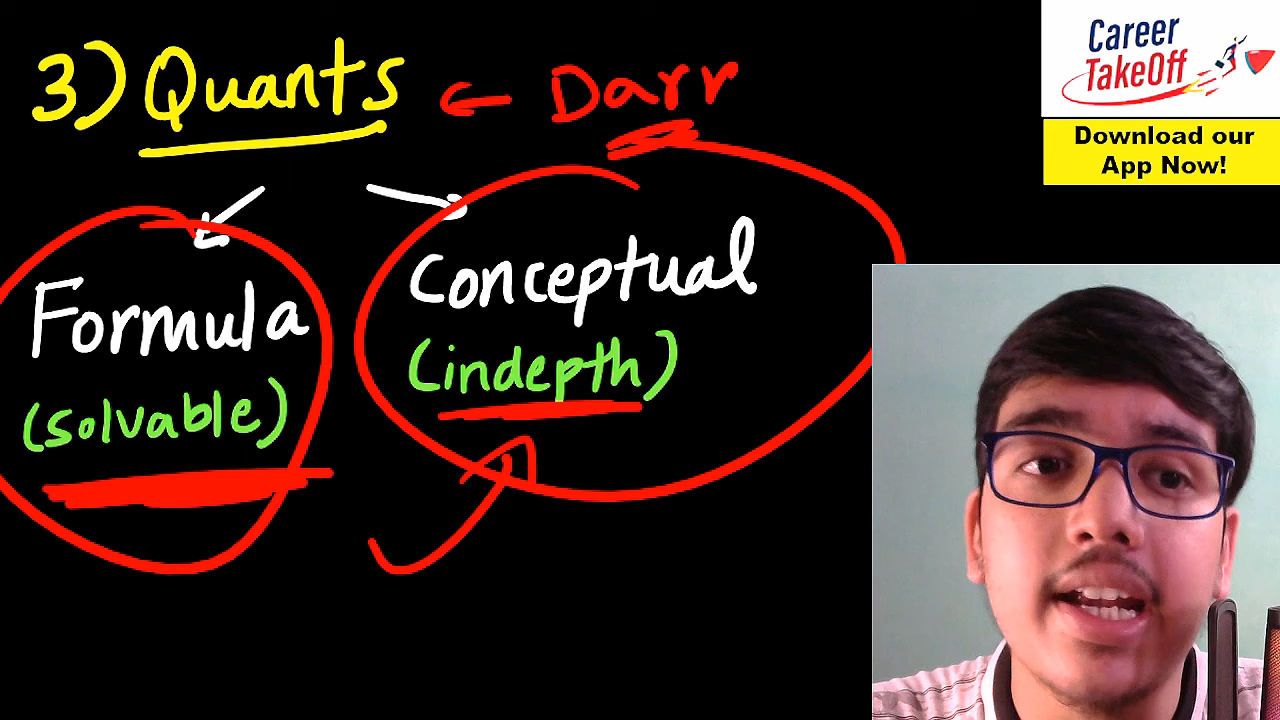 3) Quants ← Darr
Formula
(solvable)
Conceptual
(indepth)
Career
TakeOff
Download our
App Now!